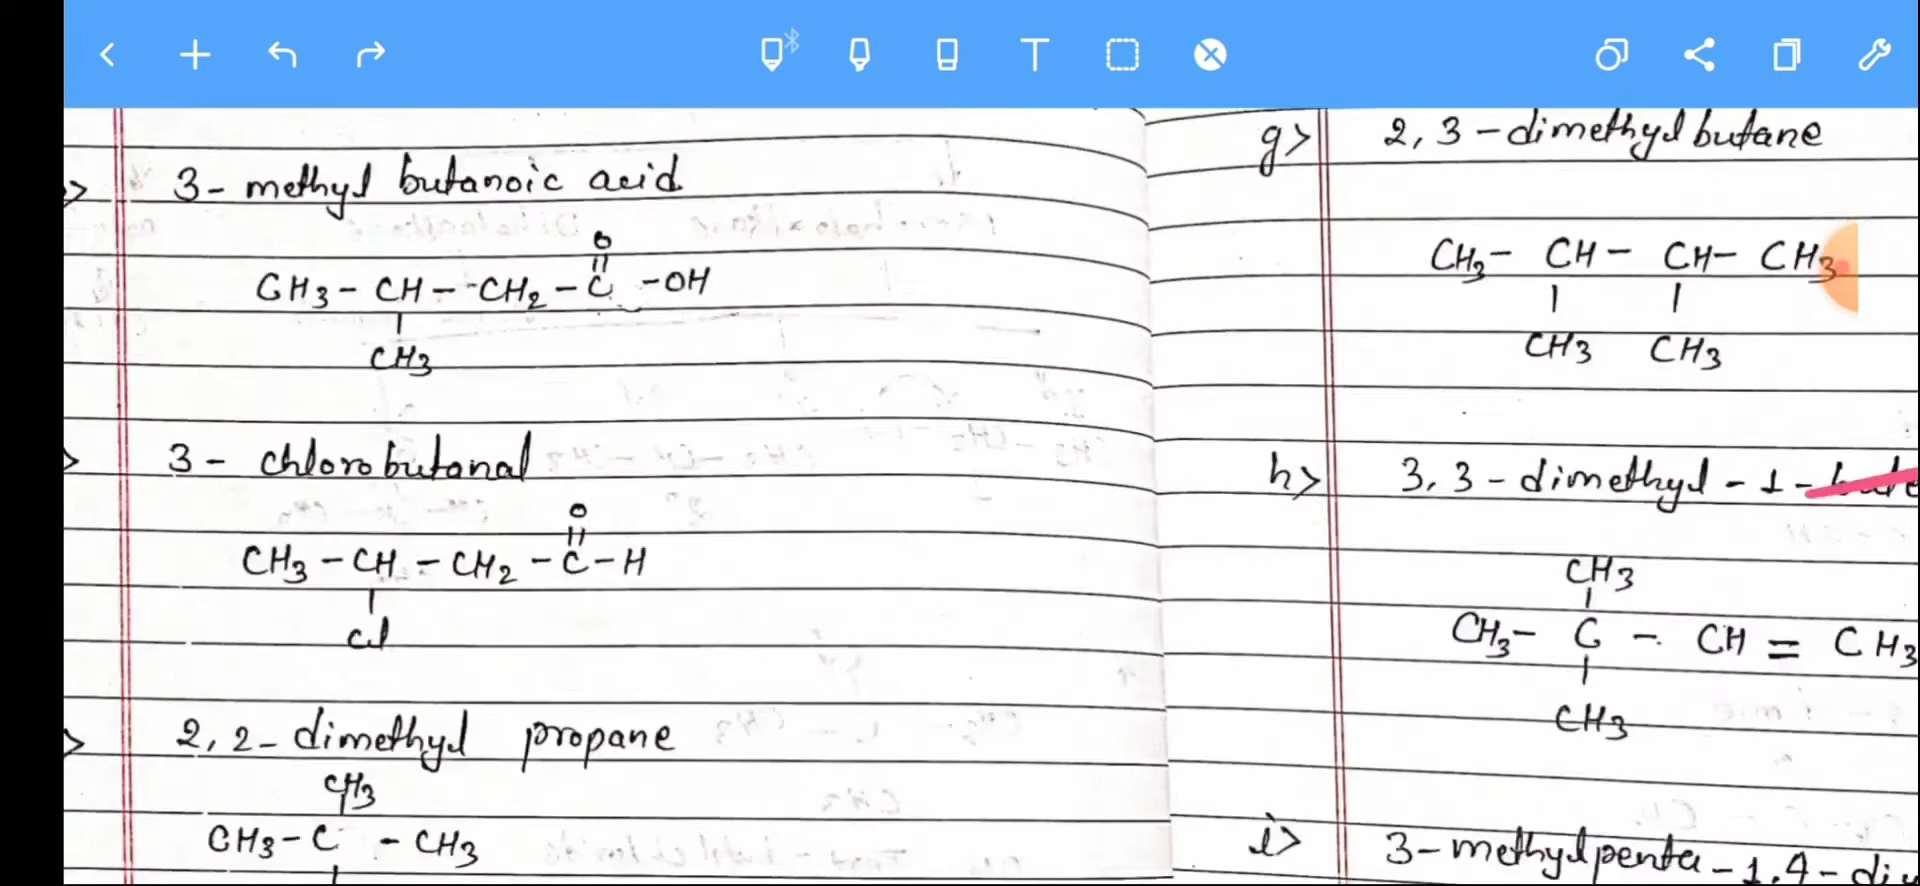 3 - methyl butanoic acid
O
||
CH3 - CH - CH2 - C - OH
|
CH3
3 - chlorobutanal
O
||
CH3 - CH - CH2 - C - H
|
Cl
2, 2 - dimethyl propane
CH3
CH3 - C - CH3
|
g> 2, 3 - dimethyl butane
CH3 - CH - CH - CH3
| |
CH3 CH3
h> 3, 3 - dimethyl - 1 -
CH3
|
CH3 - C - CH = CH3
|
CH3
i> 3 - methylpenta - 1, 4 -